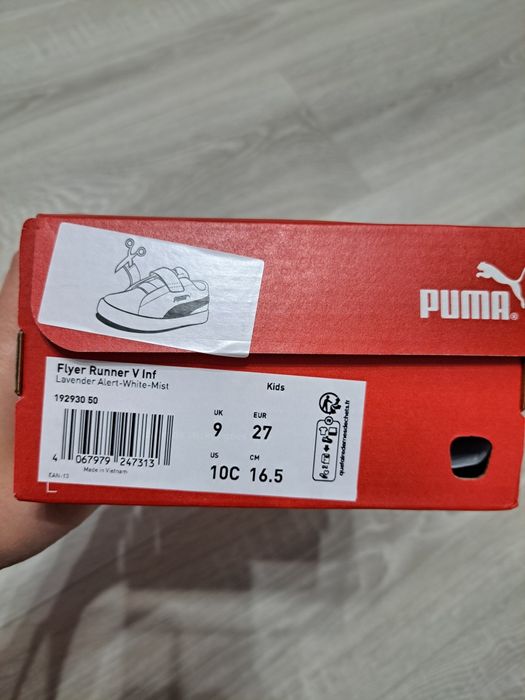 PUMA®
Flyer Runner V Inf
Lavender Alert-White-Mist
Kids
192930 50
UK EUR
9 27
US CM
10C 16.5
4 067979 247313
EAN-13
Made in Vietnam
quefairedemesdechets.fr